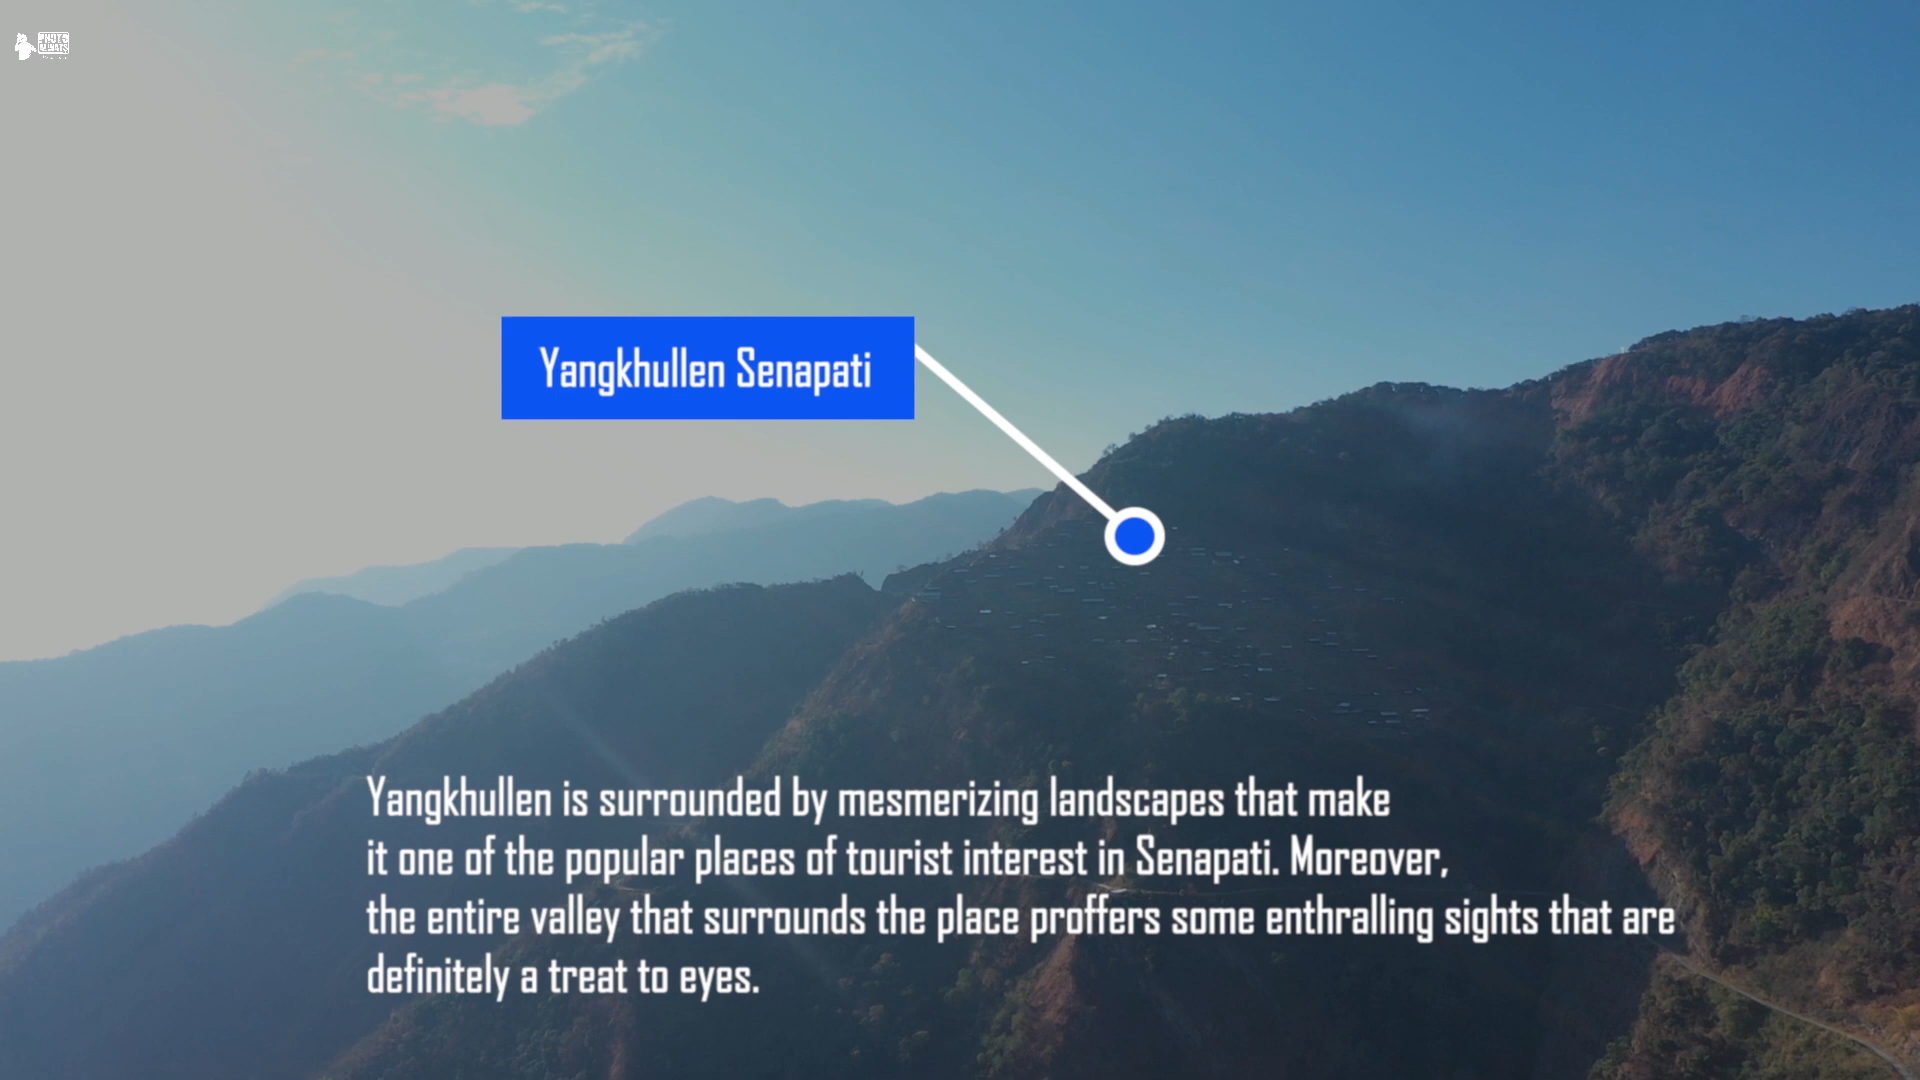 Yangkhullen Senapati
Yangkhullen is surrounded by mesmerizing landscapes that make
it one of the popular places of tourist interest in Senapati. Moreover,
the entire valley that surrounds the place proffers some enthralling sights that are
definitely a treat to eyes.